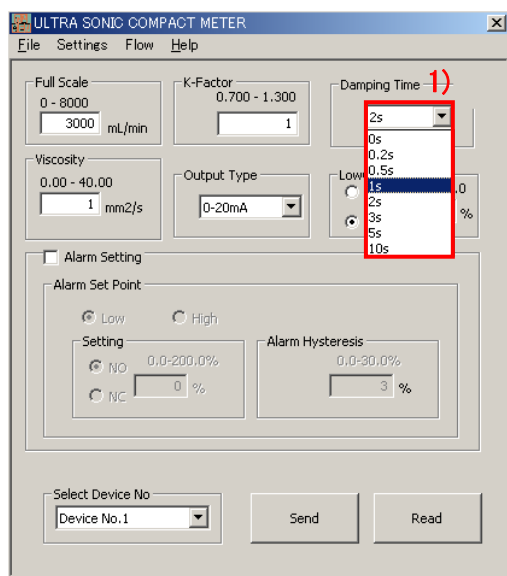 ULTRA SONIC COMPACT METER
File Settings Flow Help
Full Scale
0 - 8000
3000 mL/min
K-Factor
0.700 - 1.300
1
Damping Time
1)
2s
0s
0.2s
0.5s
1s
2s
3s
5s
10s
Viscosity
0.00 - 40.00
1 mm2/s
Output Type
0-20mA
.0
%
Alarm Setting
Alarm Set Point
Low High
Setting
NO 0.0-200.0%
NC 0 %
Alarm Hysteresis
0.0-30.0%
3 %
Select Device No
Device No.1
Send
Read